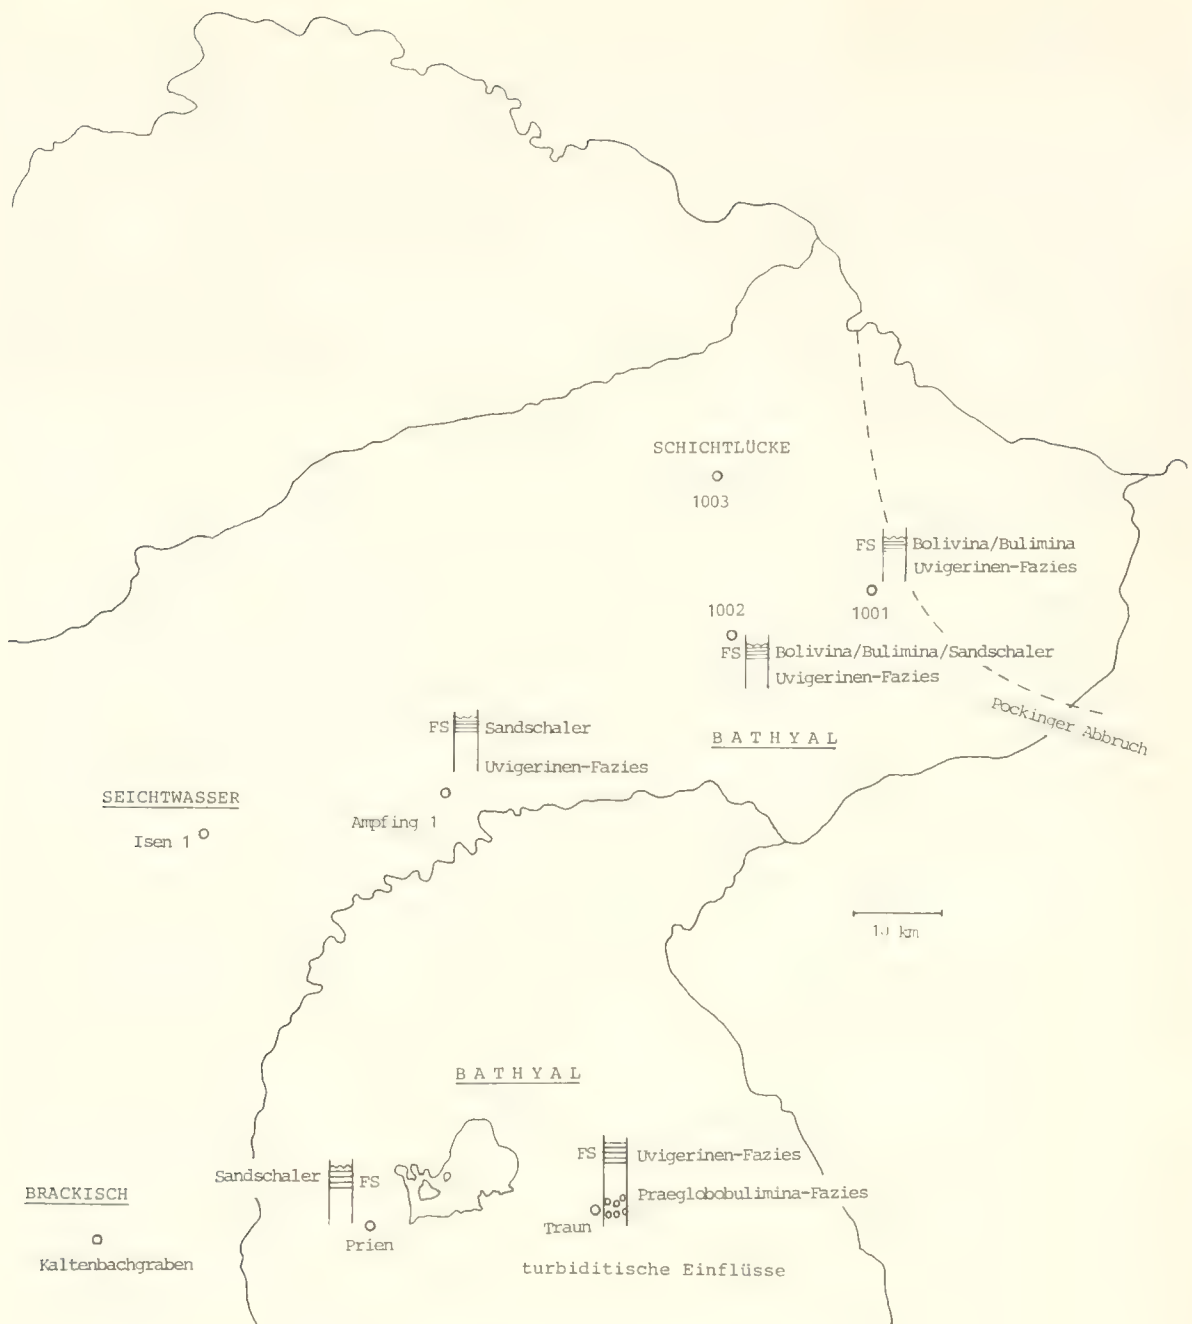 SCHICHTLÜCKE
1003
FS Bolivina/Bulimina
Uvigerinen-Fazies
1001
1002
FS Bolivina/Bulimina/Sandschaler
Uvigerinen-Fazies
Pockinger Abbruch
FS Sandschaler
Uvigerinen-Fazies
BATHYAL
SEICHTWASSER
Isen 1
Ampfing 1
10 km
BATHYAL
FS Uvigerinen-Fazies
Sandschaler FS
Praeglobobulimina-Fazies
BRACKISCH
Traun
Prien
Kaltenbachgraben
turbiditische Einflüsse